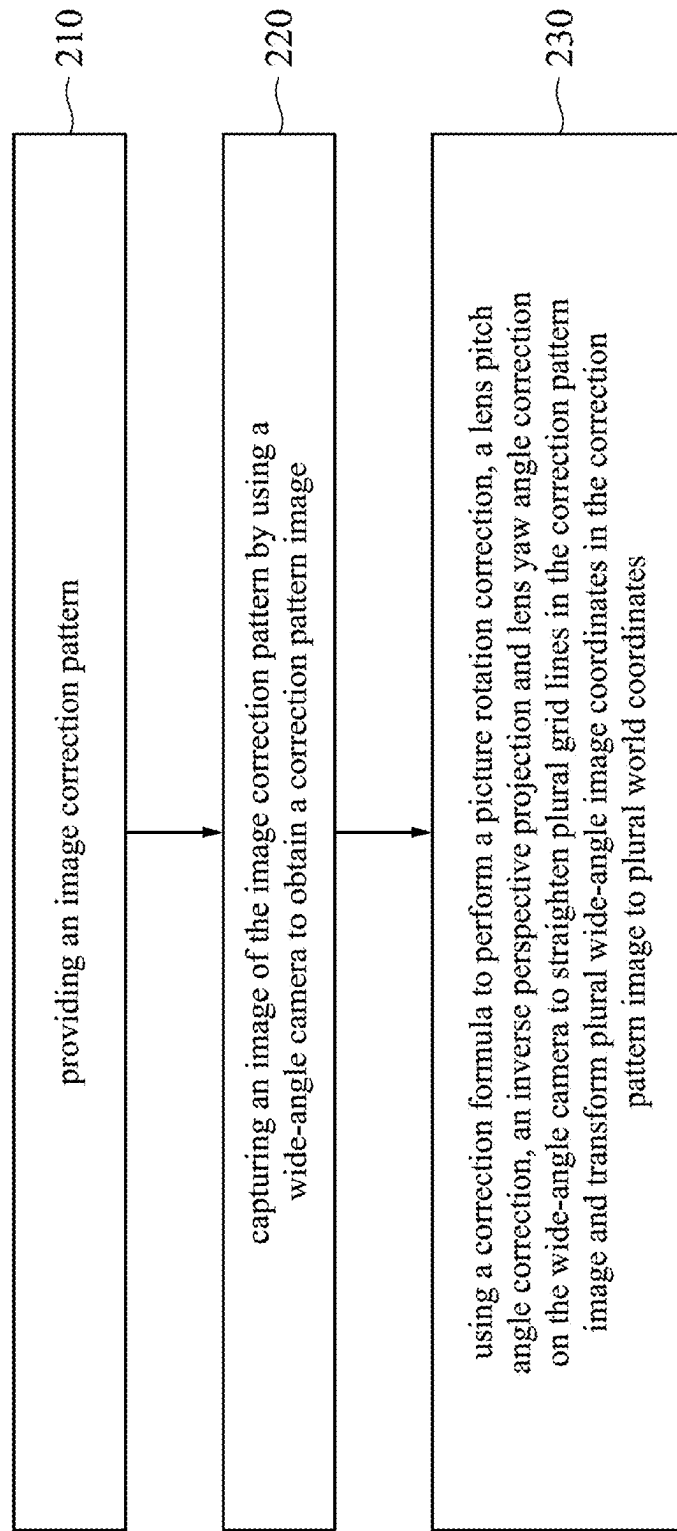 providing an image correction pattern
210
capturing an image of the image correction pattern by using a
wide-angle camera to obtain a correction pattern image
220
using a correction formula to perform a picture rotation correction, a lens pitch
angle correction, an inverse perspective projection and lens yaw angle correction
on the wide-angle camera to straighten plural grid lines in the correction pattern
image and transform plural wide-angle image coordinates in the correction
pattern image to plural world coordinates
230